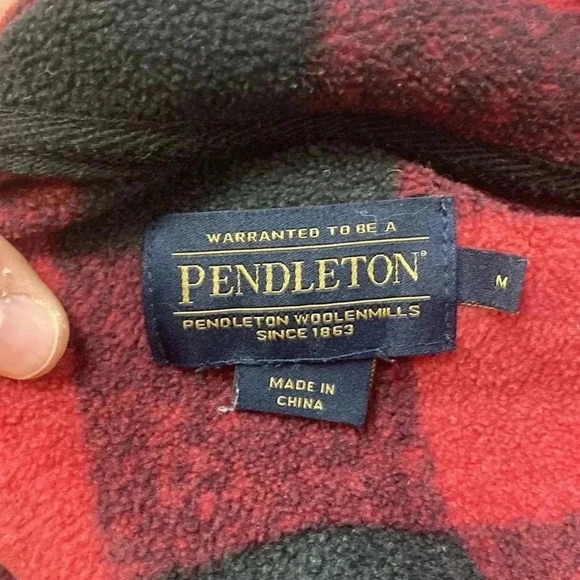 WARRANTED TO BE A
PENDLETON®
PENDLETON WOOLENMILLS
SINCE 1863
M
MADE IN
CHINA